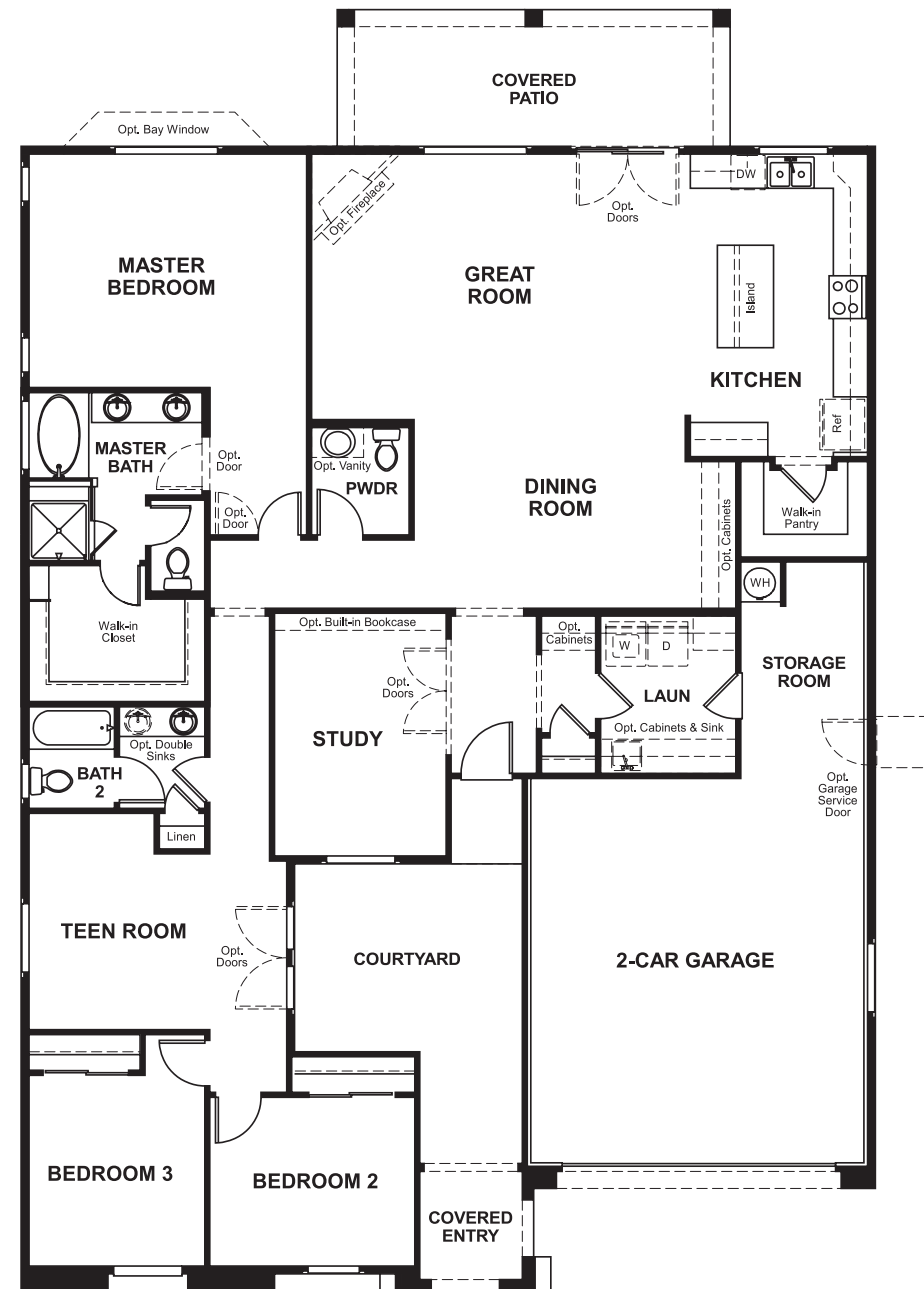 COVERED
PATIO
Opt. Bay Window
DW
Opt. Fireplace
Opt.
Doors
MASTER
BEDROOM
GREAT
ROOM
Island
KITCHEN
Ref
MASTER
BATH
Opt.
Door
Opt. Vanity
PWDR
Opt.
Door
DINING
ROOM
Opt. Cabinets
Walk-in
Pantry
WH
Walk-in
Closet
Opt. Built-in Bookcase
Opt.
Cabinets
W
D
STORAGE
ROOM
Opt.
Doors
LAUN
STUDY
Opt. Cabinets & Sink
Opt. Double
Sinks
BATH
2
Opt.
Garage
Service
Door
Linen
TEEN ROOM
Opt.
Doors
COURTYARD
2-CAR GARAGE
BEDROOM 3
BEDROOM 2
COVERED
ENTRY